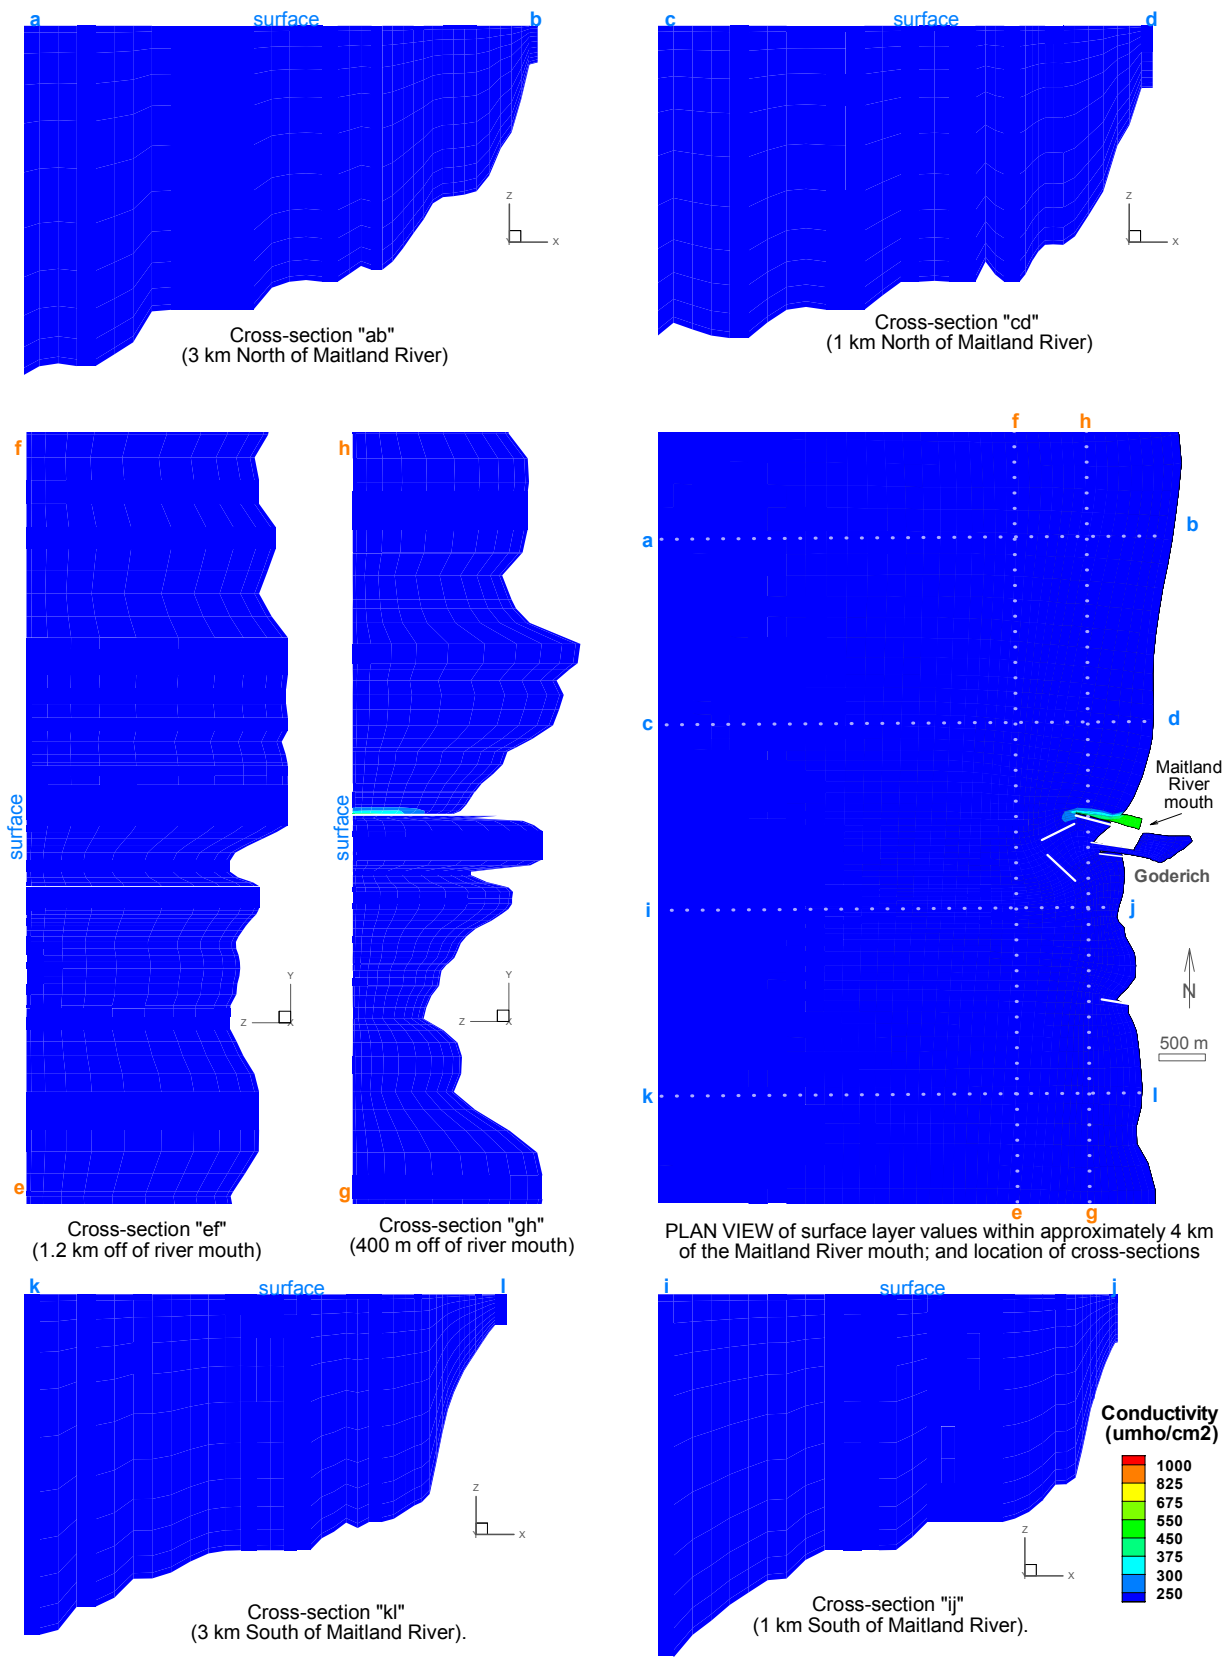 a surface b
c surface d
Z
X
Y
Z
X
Y
Cross-section "ab"
(3 km North of Maitland River)
Cross-section "cd"
(1 km North of Maitland River)
f
h
surface
e
surface
g
Y
Z
X
Y
Z
X
Cross-section "ef"
(1.2 km off of river mouth)
Cross-section "gh"
(400 m off of river mouth)
f h
a b
c d
Maitland
River
mouth
Goderich
i j
N
500 m
k l
e g
PLAN VIEW of surface layer values within approximately 4 km
of the Maitland River mouth; and location of cross-sections
k surface l
Z
Y X
Cross-section "kl"
(3 km South of Maitland River).
i surface j
Z
Y X
Cross-section "ij"
(1 km South of Maitland River).
Conductivity
(umho/cm2)
1000
825
675
550
450
375
300
250